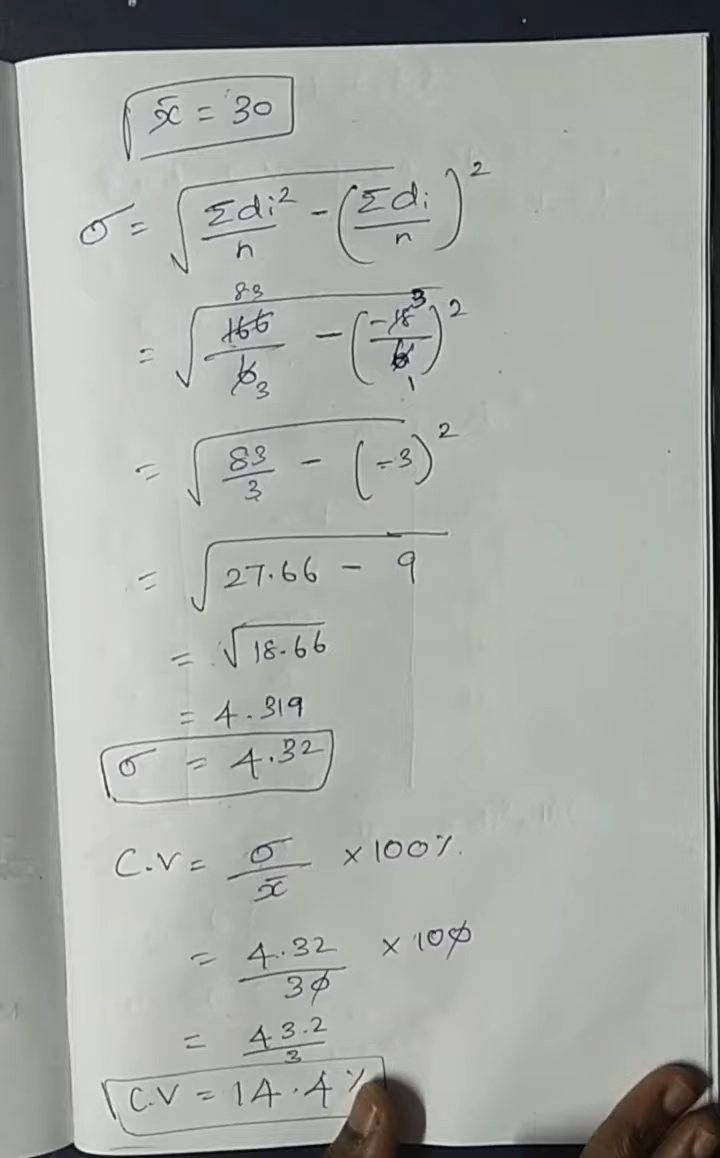 x̄ = 30
σ = √(Σdi²/n - (Σdi/n)²
= √(166/6 83/3 - (-18/6 3/1)²
= √(83/3 - (-3)²
= √27.66 - 9
= √18.66
= 4.319
σ = 4.32
C.V = σ/x̄ × 100%.
= 4.32/30 × 100
= 43.2/3
C.V = 14.4%